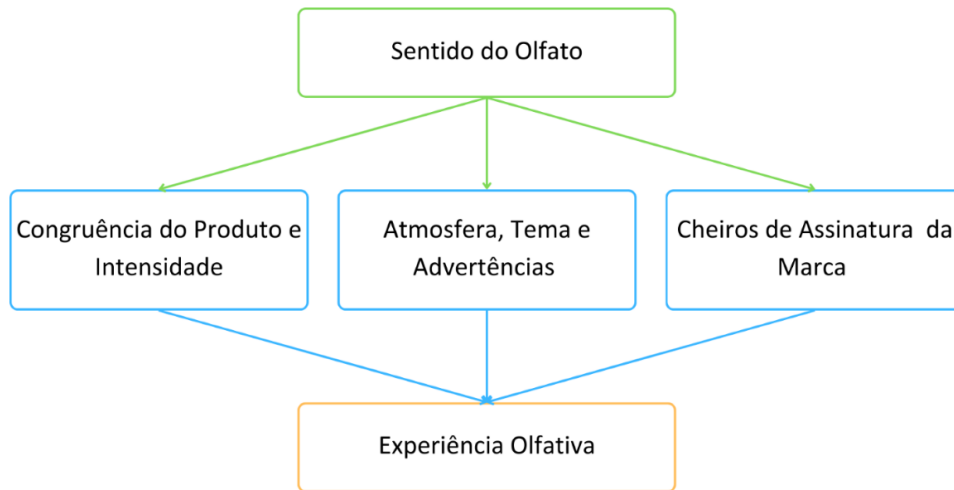 Sentido do Olfato
Congruência do Produto e
Intensidade
Atmosfera, Tema e
Advertências
Cheiros de Assinatura da
Marca
Experiência Olfativa